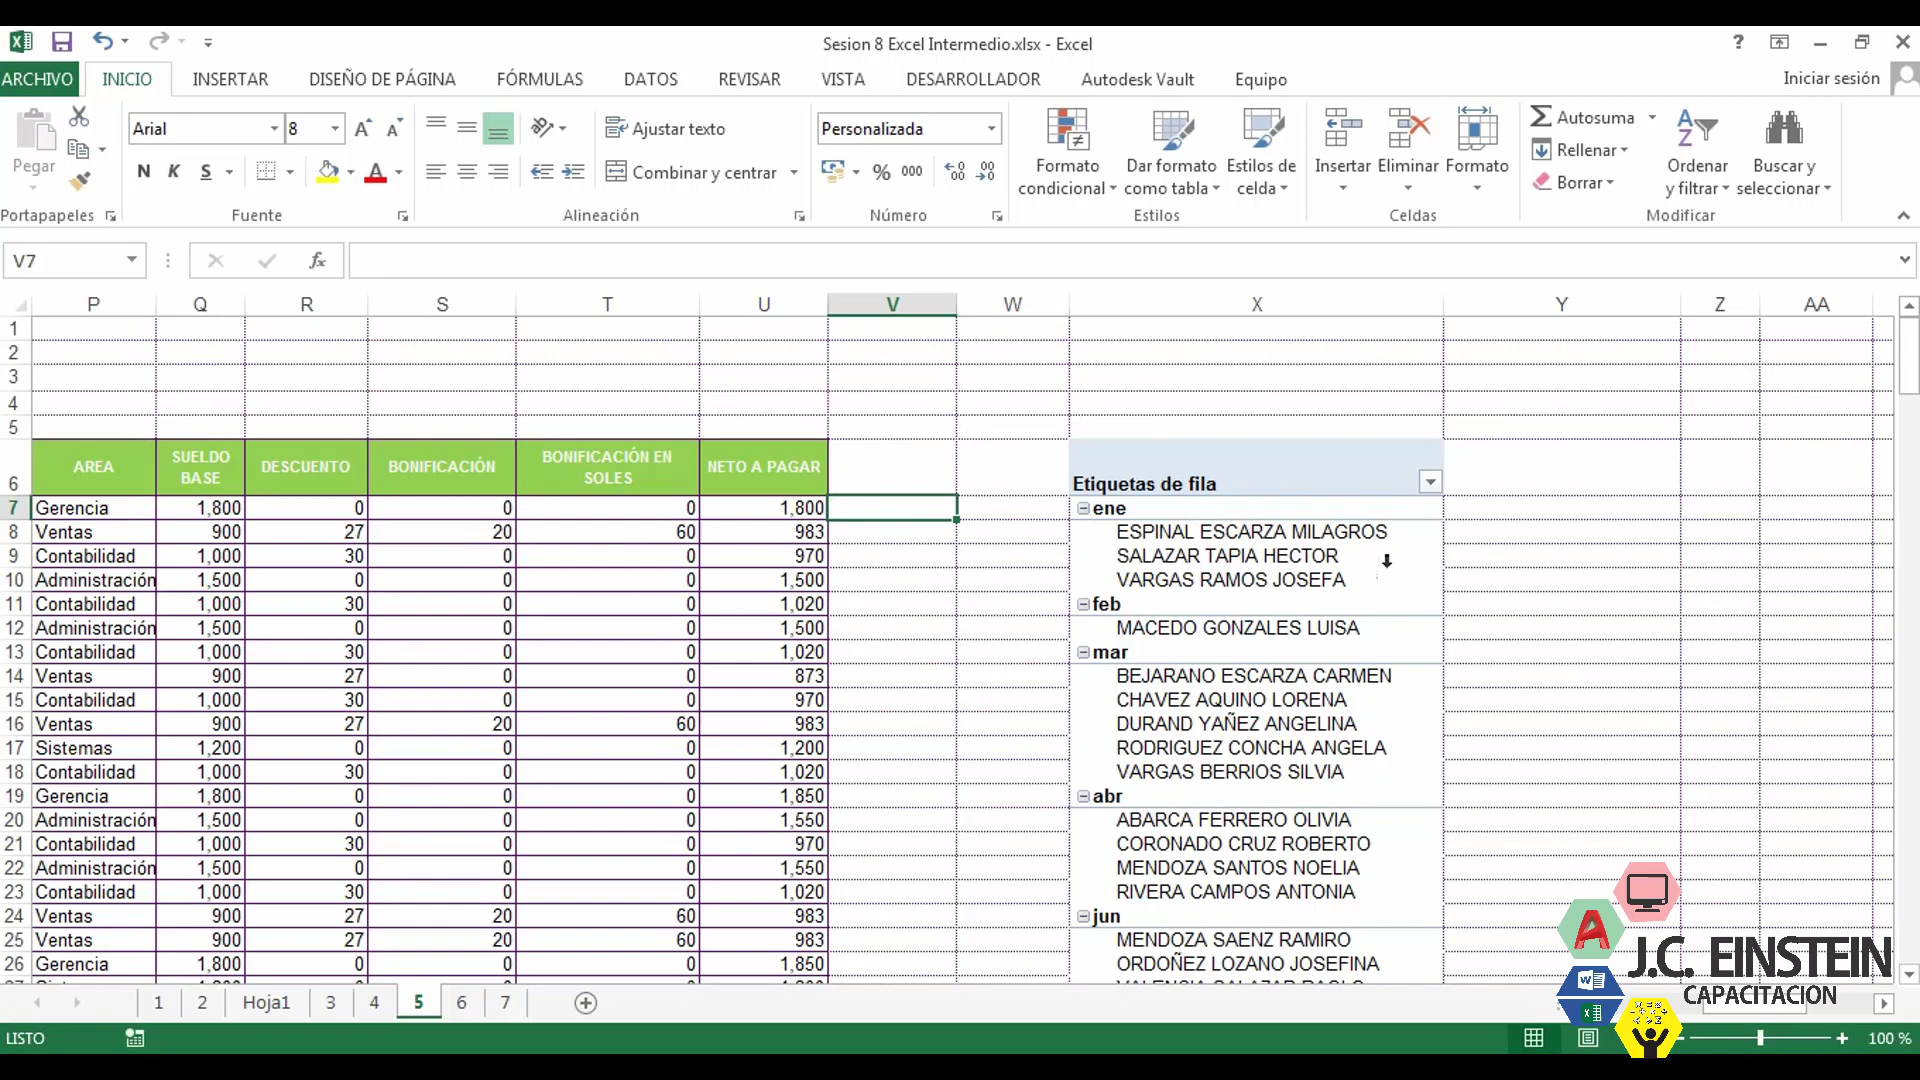 Sesion 8 Excel Intermedio.xlsx - Excel
ARCHIVO INICIO INSERTAR DISEÑO DE PÁGINA FÓRMULAS DATOS REVISAR VISTA DESARROLLADOR Autodesk Vault Equipo Iniciar sesión
Pegar
Portapapeles
Arial 8
N K S
Fuente
Ajustar texto
Combinar y centrar
Alineación
Personalizada
% 000
Número
Formato condicional
Dar formato como tabla
Estilos de celda
Estilos
Insertar Eliminar Formato
Celdas
Autosuma
Rellenar
Borrar
Ordenar y filtrar
Buscar y seleccionar
Modificar
V7 fx
P Q R S T U V W X Y Z AA
1
2
3
4
5
6 AREA SUELDO BASE DESCUENTO BONIFICACIÓN BONIFICACIÓN EN SOLES NETO A PAGAR Etiquetas de fila
7 Gerencia 1,800 0 0 0 1,800 ene
8 Ventas 900 27 20 60 983 ESPINAL ESCARZA MILAGROS
9 Contabilidad 1,000 30 0 0 970 SALAZAR TAPIA HECTOR
10 Administración 1,500 0 0 0 1,500 VARGAS RAMOS JOSEFA
11 Contabilidad 1,000 30 0 0 1,020 feb
12 Administración 1,500 0 0 0 1,500 MACEDO GONZALES LUISA
13 Contabilidad 1,000 30 0 0 1,020 mar
14 Ventas 900 27 0 0 873 BEJARANO ESCARZA CARMEN
15 Contabilidad 1,000 30 0 0 970 CHAVEZ AQUINO LORENA
16 Ventas 900 27 20 60 983 DURAND YAÑEZ ANGELINA
17 Sistemas 1,200 0 0 0 1,200 RODRIGUEZ CONCHA ANGELA
18 Contabilidad 1,000 30 0 0 1,020 VARGAS BERRIOS SILVIA
19 Gerencia 1,800 0 0 0 1,850 abr
20 Administración 1,500 0 0 0 1,550 ABARCA FERRERO OLIVIA
21 Contabilidad 1,000 30 0 0 970 CORONADO CRUZ ROBERTO
22 Administración 1,500 0 0 0 1,550 MENDOZA SANTOS NOELIA
23 Contabilidad 1,000 30 0 0 1,020 RIVERA CAMPOS ANTONIA
24 Ventas 900 27 20 60 983 jun
25 Ventas 900 27 20 60 983 MENDOZA SAENZ RAMIRO
26 Gerencia 1,800 0 0 0 1,850 ORDOÑEZ LOZANO JOSEFINA
J.C. EINSTEIN
CAPACITACION
1 2 Hoja1 3 4 5 6 7
LISTO 100 %